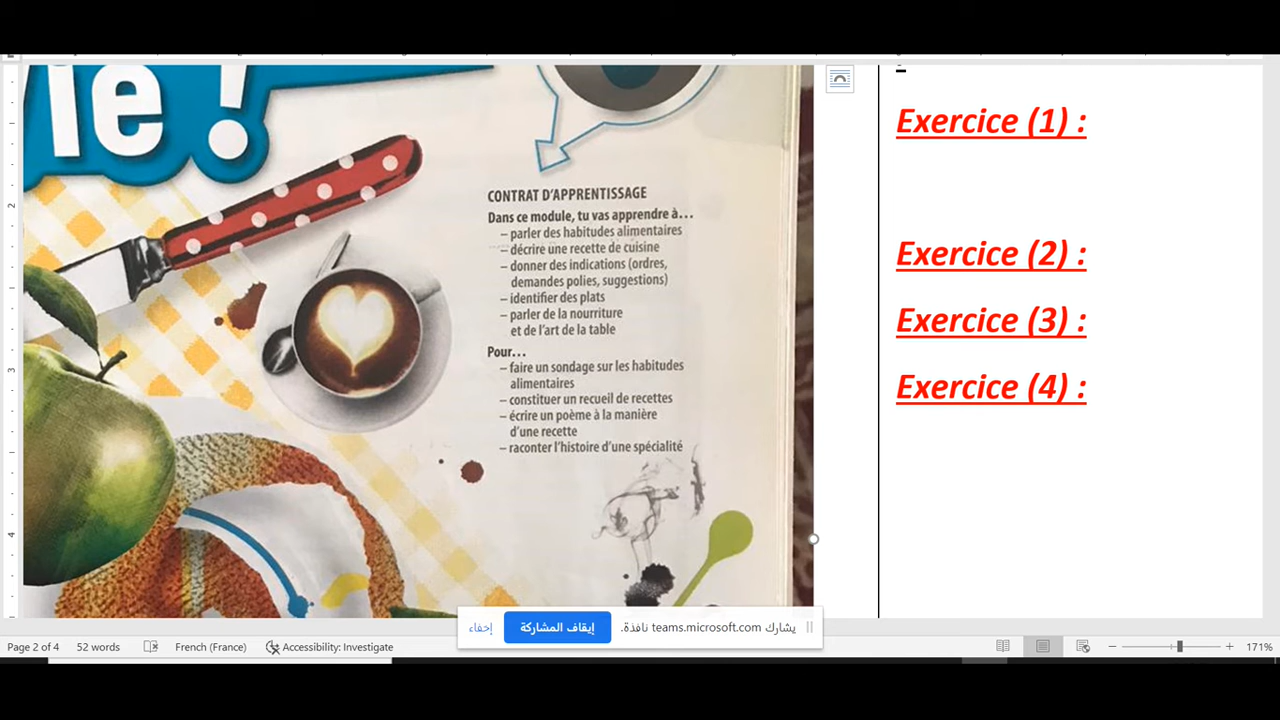 ie !
CONTRAT D'APPRENTISSAGE
Dans ce module, tu vas apprendre à…
– parler des habitudes alimentaires
– décrire une recette de cuisine
– donner des indications (ordres,
demandes polies, suggestions)
– identifier des plats
– parler de la nourriture
et de l'art de la table
Pour…
– faire un sondage sur les habitudes
alimentaires
– constituer un recueil de recettes
– écrire un poème à la manière
d'une recette
– raconter l'histoire d'une spécialité
Exercice (1) :
Exercice (2) :
Exercice (3) :
Exercice (4) :
2
3
4
يشارك teams.microsoft.com نافذة.
إيقاف المشاركة
إخفاء
Page 2 of 4
52 words
French (France)
Accessibility: Investigate
171%